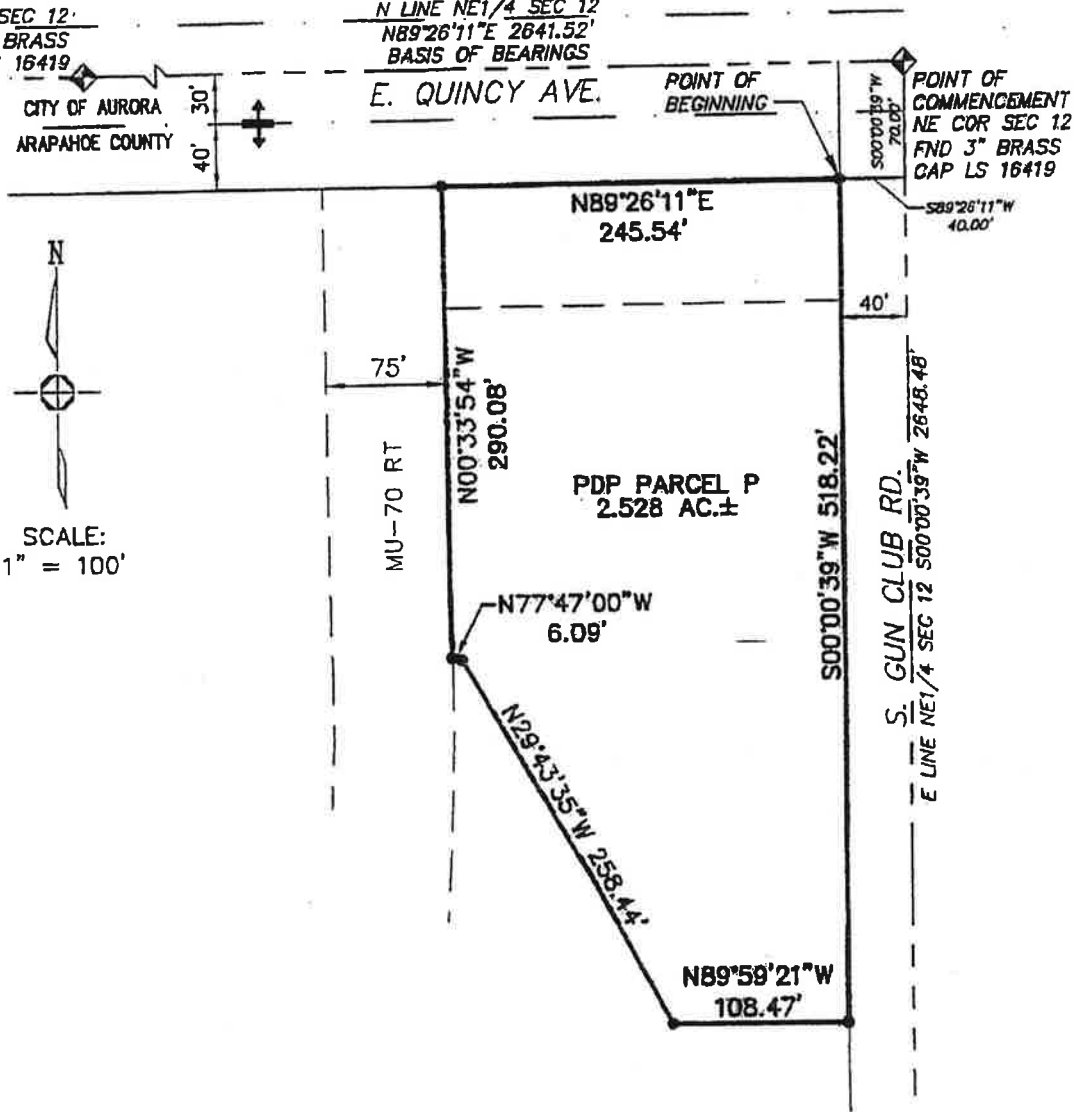 SEC 12
BRASS
16419
N LINE NE1/4 SEC 12
N89°26'11"E 2641.52'
BASIS OF BEARINGS
CITY OF AURORA
ARAPAHOE COUNTY
30'
40'
E. QUINCY AVE.
POINT OF
BEGINNING
S00°00'39"W
70.00'
POINT OF
COMMENCEMENT
NE COR SEC 12
FND 3" BRASS
CAP LS 16419
S89°26'11"W
40.00'
N89°26'11"E
245.54'
N
SCALE:
1" = 100'
75'
MU-70 RT
N00°33'54"W
290.08'
40'
PDP PARCEL P
2.528 AC.±
S00°00'39"W 518.22'
S. GUN CLUB RD.
E LINE NE1/4 SEC 12 S00°00'39"W 2648.48'
N77°47'00"W
6.09'
N29°43'35"W 258.44'
N89°59'21"W
108.47'